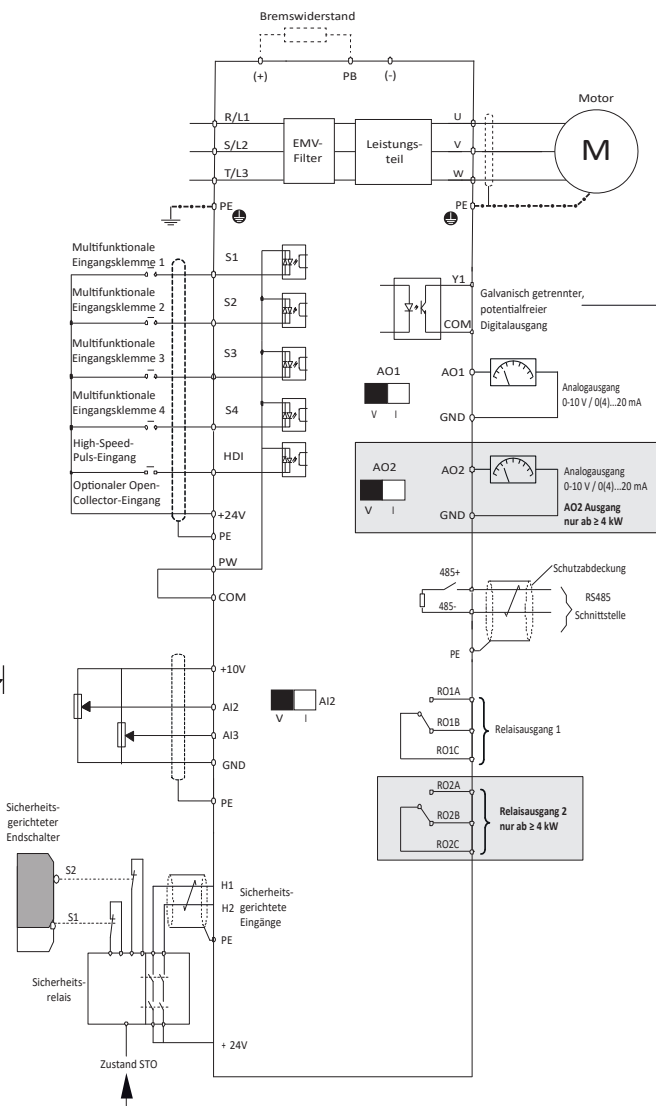 Bremswiderstand
(+)
PB
(-)
Motor
R/L1
S/L2
T/L3
EMV-
Filter
Leistungs-
teil
U
V
W
M
PE
PE
Multifunktionale
Eingangsklemme 1
S1
Multifunktionale
Eingangsklemme 2
S2
Multifunktionale
Eingangsklemme 3
S3
Multifunktionale
Eingangsklemme 4
S4
High-Speed-
Puls-Eingang
HDI
Optionaler Open-
Collector-Eingang
+24V
PE
PW
COM
Y1
COM
Galvanisch getrennter,
potentialfreier
Digitalausgang
AO1
V I
AO1
GND
Analogausgang
0-10 V / 0(4)...20 mA
AO2
V I
AO2
GND
Analogausgang
0-10 V / 0(4)...20 mA
AO2 Ausgang
nur ab ≥ 4 kW
485+
485-
PE
Schutzabdeckung
RS485
Schnittstelle
+10V
AI2
AI3
GND
PE
AI2
V I
RO1A
RO1B
RO1C
Relaisausgang 1
RO2A
RO2B
RO2C
Relaisausgang 2
nur ab ≥ 4 kW
Sicherheits-
gerichteter
Endschalter
S2
S1
H1
H2
PE
Sicherheits-
gerichtete
Eingänge
Sicherheits-
relais
+ 24V
Zustand STO